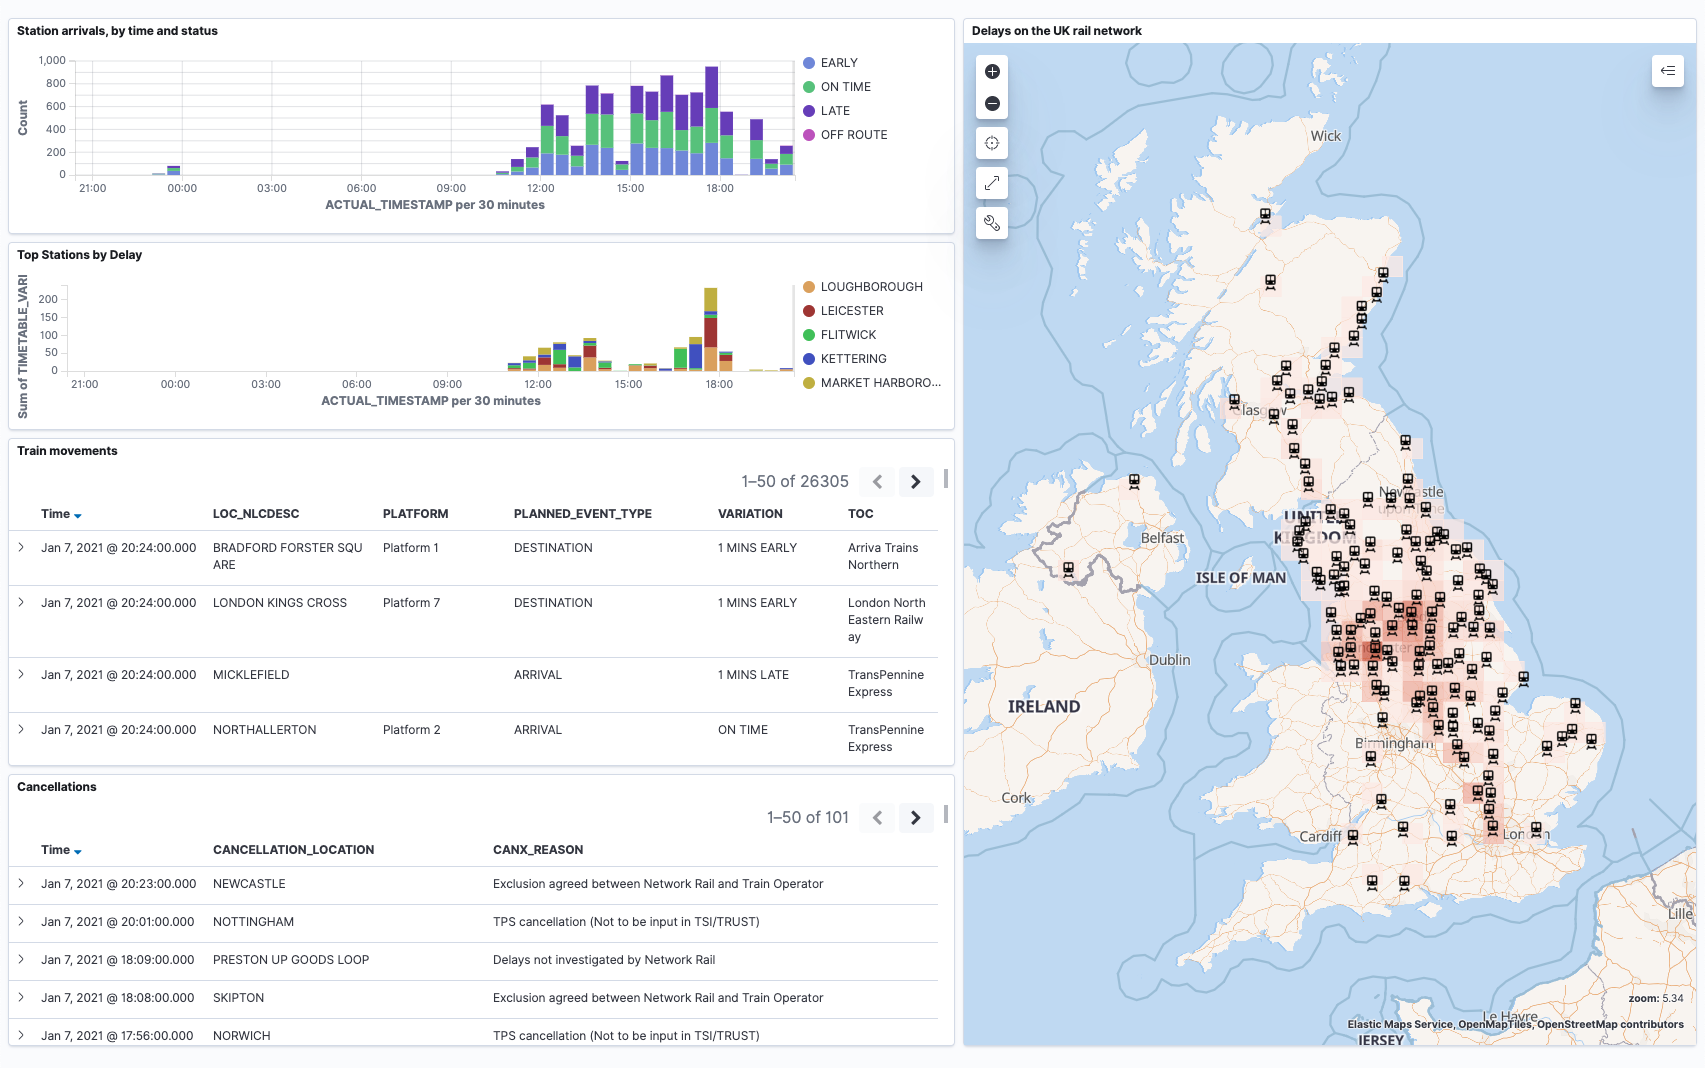 Station arrivals, by time and status
1,000
800
600
400
200
0
Count
21:00 00:00 03:00 06:00 09:00 12:00 15:00 18:00
ACTUAL_TIMESTAMP per 30 minutes
EARLY
ON TIME
LATE
OFF ROUTE
Top Stations by Delay
200
150
100
50
0
Sum of TIMETABLE_VARI
21:00 00:00 03:00 06:00 09:00 12:00 15:00 18:00
ACTUAL_TIMESTAMP per 30 minutes
LOUGHBOROUGH
LEICESTER
FLITWICK
KETTERING
MARKET HARBORO...
Train movements
1–50 of 26305
Time LOC_NLCDESC PLATFORM PLANNED_EVENT_TYPE VARIATION TOC
Jan 7, 2021 @ 20:24:00.000 BRADFORD FORSTER SQU Platform 1 DESTINATION 1 MINS EARLY Arriva Trains
ARE Northern
Jan 7, 2021 @ 20:24:00.000 LONDON KINGS CROSS Platform 7 DESTINATION 1 MINS EARLY London North
Eastern Railw
ay
Jan 7, 2021 @ 20:24:00.000 MICKLEFIELD ARRIVAL 1 MINS LATE TransPennine
Express
Jan 7, 2021 @ 20:24:00.000 NORTHALLERTON Platform 2 ARRIVAL ON TIME TransPennine
Express
Cancellations
1–50 of 101
Time CANCELLATION_LOCATION CANX_REASON
Jan 7, 2021 @ 20:23:00.000 NEWCASTLE Exclusion agreed between Network Rail and Train Operator
Jan 7, 2021 @ 20:01:00.000 NOTTINGHAM TPS cancellation (Not to be input in TSI/TRUST)
Jan 7, 2021 @ 18:09:00.000 PRESTON UP GOODS LOOP Delays not investigated by Network Rail
Jan 7, 2021 @ 18:08:00.000 SKIPTON Exclusion agreed between Network Rail and Train Operator
Jan 7, 2021 @ 17:56:00.000 NORWICH TPS cancellation (Not to be input in TSI/TRUST)
Delays on the UK rail network
Wick
Glasgow
Newcastle
upon Tyne
UNITED
KINGDOM
Belfast
ISLE OF MAN
Dublin
IRELAND
Birmingham
Cork
Cardiff
London
Lille
zoom: 5.34
Le Havre
Elastic Maps Service, OpenMapTiles, OpenStreetMap contributors
JERSEY